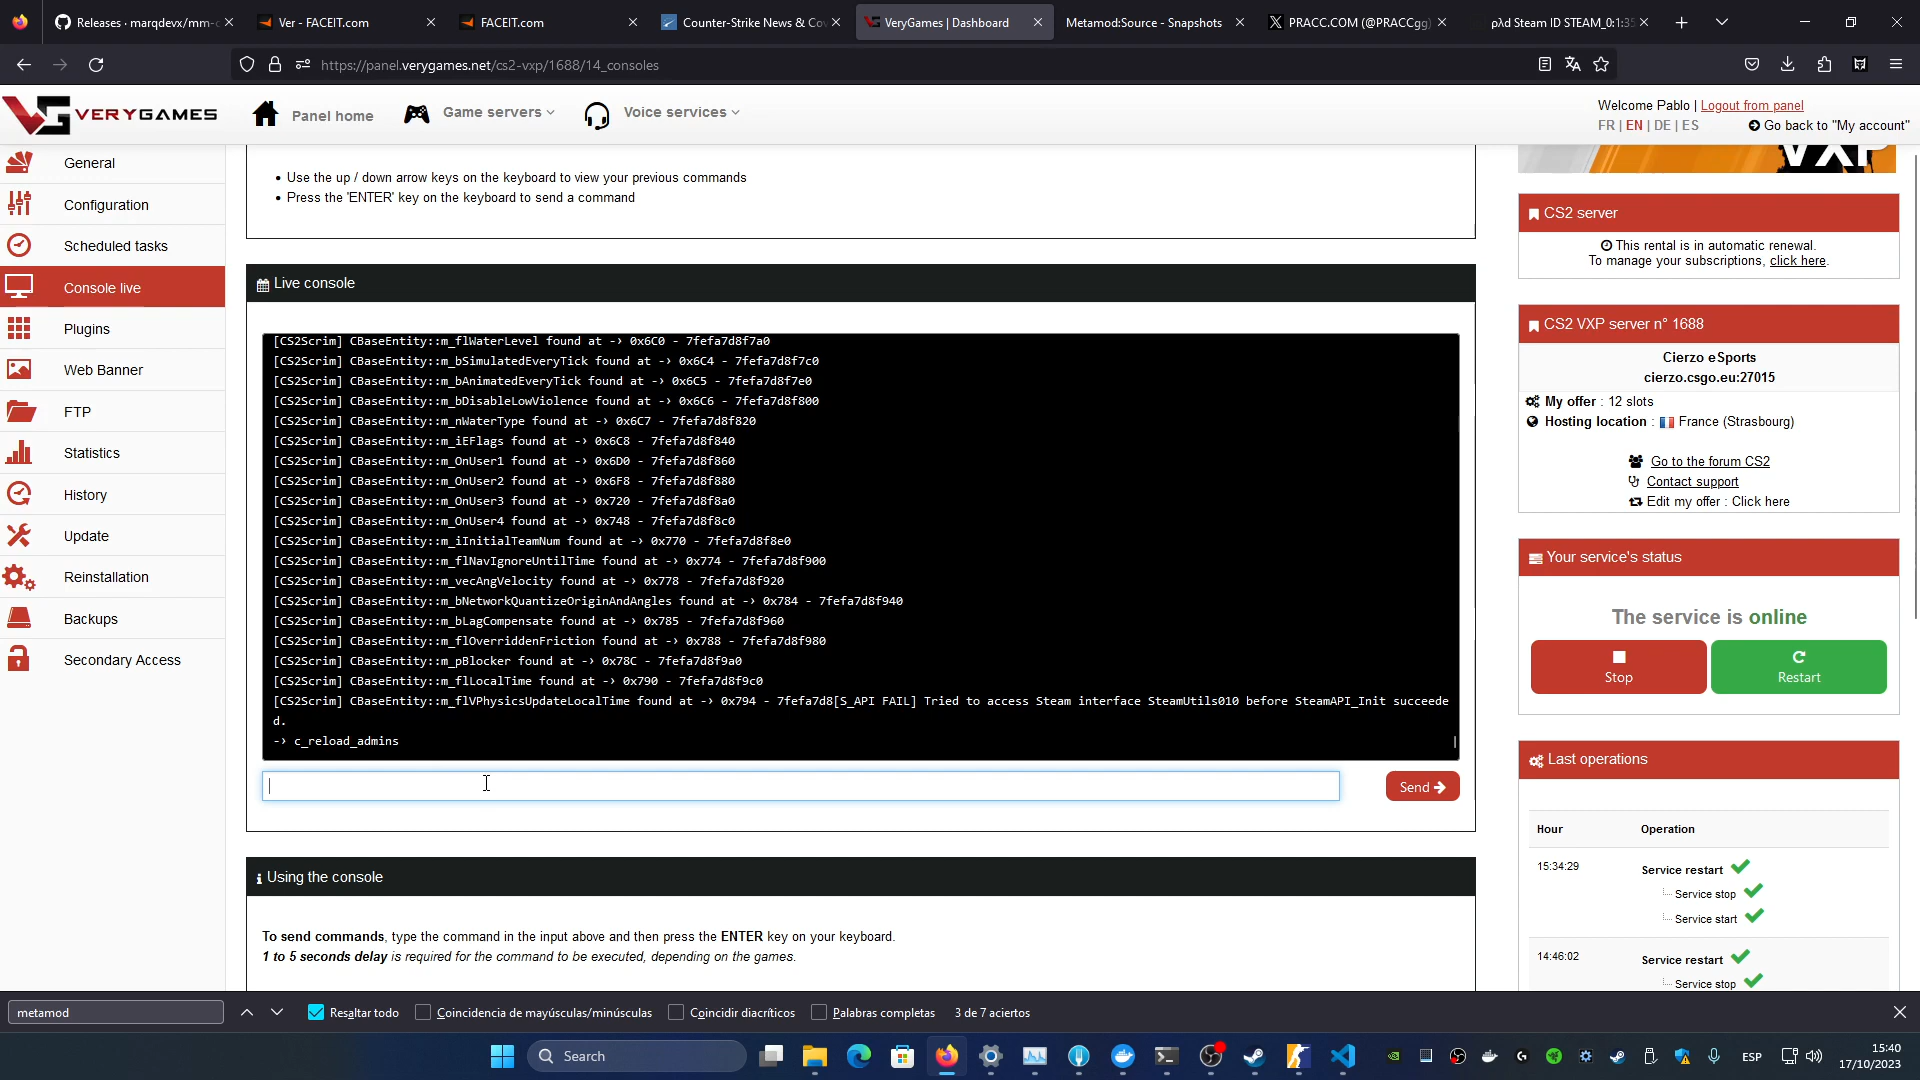 Releases · marqdevx/mm-
Ver - FACEIT.com
FACEIT.com
Counter-Strike News & Co
VeryGames | Dashboard
Metamod:Source - Snapshots
PRACC.COM (@PRACCgg)
ρλd Steam ID STEAM_0:1:35
https://panel.verygames.net/cs2-vxp/1688/14_consoles
VERYGAMES
Panel home
Game servers
Voice services
Welcome Pablo | Logout from panel
FR | EN | DE | ES
Go back to "My account"
General
Configuration
Scheduled tasks
Console live
Plugins
Web Banner
FTP
Statistics
History
Update
Reinstallation
Backups
Secondary Access
• Use the up / down arrow keys on the keyboard to view your previous commands
• Press the 'ENTER' key on the keyboard to send a command
Live console
[CS2Scrim] CBaseEntity::m_flWaterLevel found at -> 0x6C0 - 7fefa7d8f7a0
[CS2Scrim] CBaseEntity::m_bSimulatedEveryTick found at -> 0x6C4 - 7fefa7d8f7c0
[CS2Scrim] CBaseEntity::m_bAnimatedEveryTick found at -> 0x6C5 - 7fefa7d8f7e0
[CS2Scrim] CBaseEntity::m_bDisableLowViolence found at -> 0x6C6 - 7fefa7d8f800
[CS2Scrim] CBaseEntity::m_nWaterType found at -> 0x6C7 - 7fefa7d8f820
[CS2Scrim] CBaseEntity::m_iEFlags found at -> 0x6C8 - 7fefa7d8f840
[CS2Scrim] CBaseEntity::m_OnUser1 found at -> 0x6D0 - 7fefa7d8f860
[CS2Scrim] CBaseEntity::m_OnUser2 found at -> 0x6F8 - 7fefa7d8f880
[CS2Scrim] CBaseEntity::m_OnUser3 found at -> 0x720 - 7fefa7d8f8a0
[CS2Scrim] CBaseEntity::m_OnUser4 found at -> 0x748 - 7fefa7d8f8c0
[CS2Scrim] CBaseEntity::m_iInitialTeamNum found at -> 0x770 - 7fefa7d8f8e0
[CS2Scrim] CBaseEntity::m_flNavIgnoreUntilTime found at -> 0x774 - 7fefa7d8f900
[CS2Scrim] CBaseEntity::m_vecAngVelocity found at -> 0x778 - 7fefa7d8f920
[CS2Scrim] CBaseEntity::m_bNetworkQuantizeOriginAndAngles found at -> 0x784 - 7fefa7d8f940
[CS2Scrim] CBaseEntity::m_bLagCompensate found at -> 0x785 - 7fefa7d8f960
[CS2Scrim] CBaseEntity::m_flOverriddenFriction found at -> 0x788 - 7fefa7d8f980
[CS2Scrim] CBaseEntity::m_pBlocker found at -> 0x78C - 7fefa7d8f9a0
[CS2Scrim] CBaseEntity::m_flLocalTime found at -> 0x790 - 7fefa7d8f9c0
[CS2Scrim] CBaseEntity::m_flVPhysicsUpdateLocalTime found at -> 0x794 - 7fefa7d8[S_API FAIL] Tried to access Steam interface SteamUtils010 before SteamAPI_Init succeede
d.
-> c_reload_admins
Send
Using the console
To send commands, type the command in the input above and then press the ENTER key on your keyboard.
1 to 5 seconds delay is required for the command to be executed, depending on the games.
VXP
CS2 server
This rental is in automatic renewal.
To manage your subscriptions, click here.
CS2 VXP server n° 1688
Cierzo eSports
cierzo.csgo.eu:27015
My offer : 12 slots
Hosting location : France (Strasbourg)
Go to the forum CS2
Contact support
Edit my offer : Click here
Your service's status
The service is online
Stop
Restart
Last operations
Hour Operation
15:34:29 Service restart
Service stop
Service start
14:46:02 Service restart
Service stop
metamod
Resaltar todo
Coincidencia de mayúsculas/minúsculas
Coincidir diacríticos
Palabras completas
3 de 7 aciertos
Search
ESP
15:40
17/10/2023